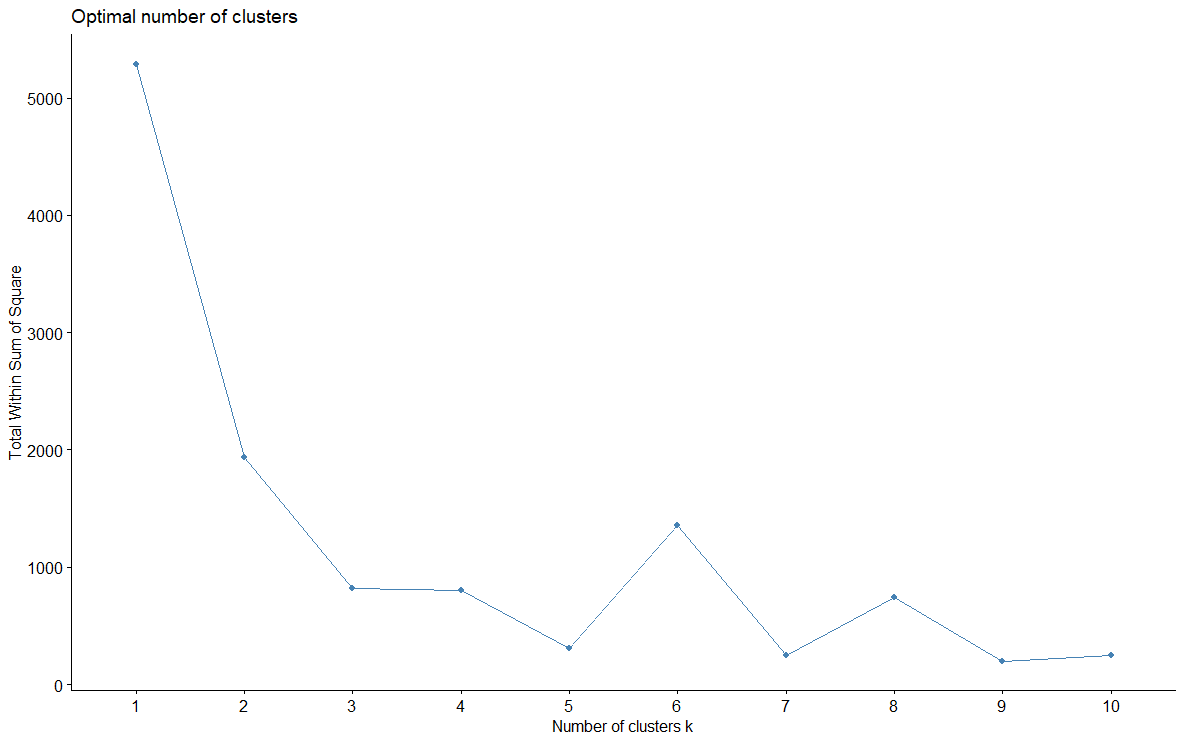 Optimal number of clusters
Total Within Sum of Square
5000
4000
3000
2000
1000
0
1 2 3 4 5 6 7 8 9 10
Number of clusters k